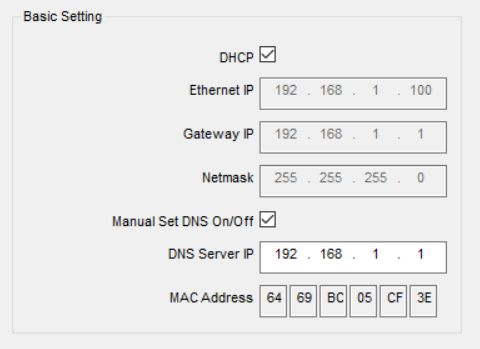 Basic Setting
DHCP
Ethernet IP 192 . 168 . 1 . 100
Gateway IP 192 . 168 . 1 . 1
Netmask 255 . 255 . 255 . 0
Manual Set DNS On/Off
DNS Server IP 192 . 168 . 1 . 1
MAC Address 64 69 BC 05 CF 3E